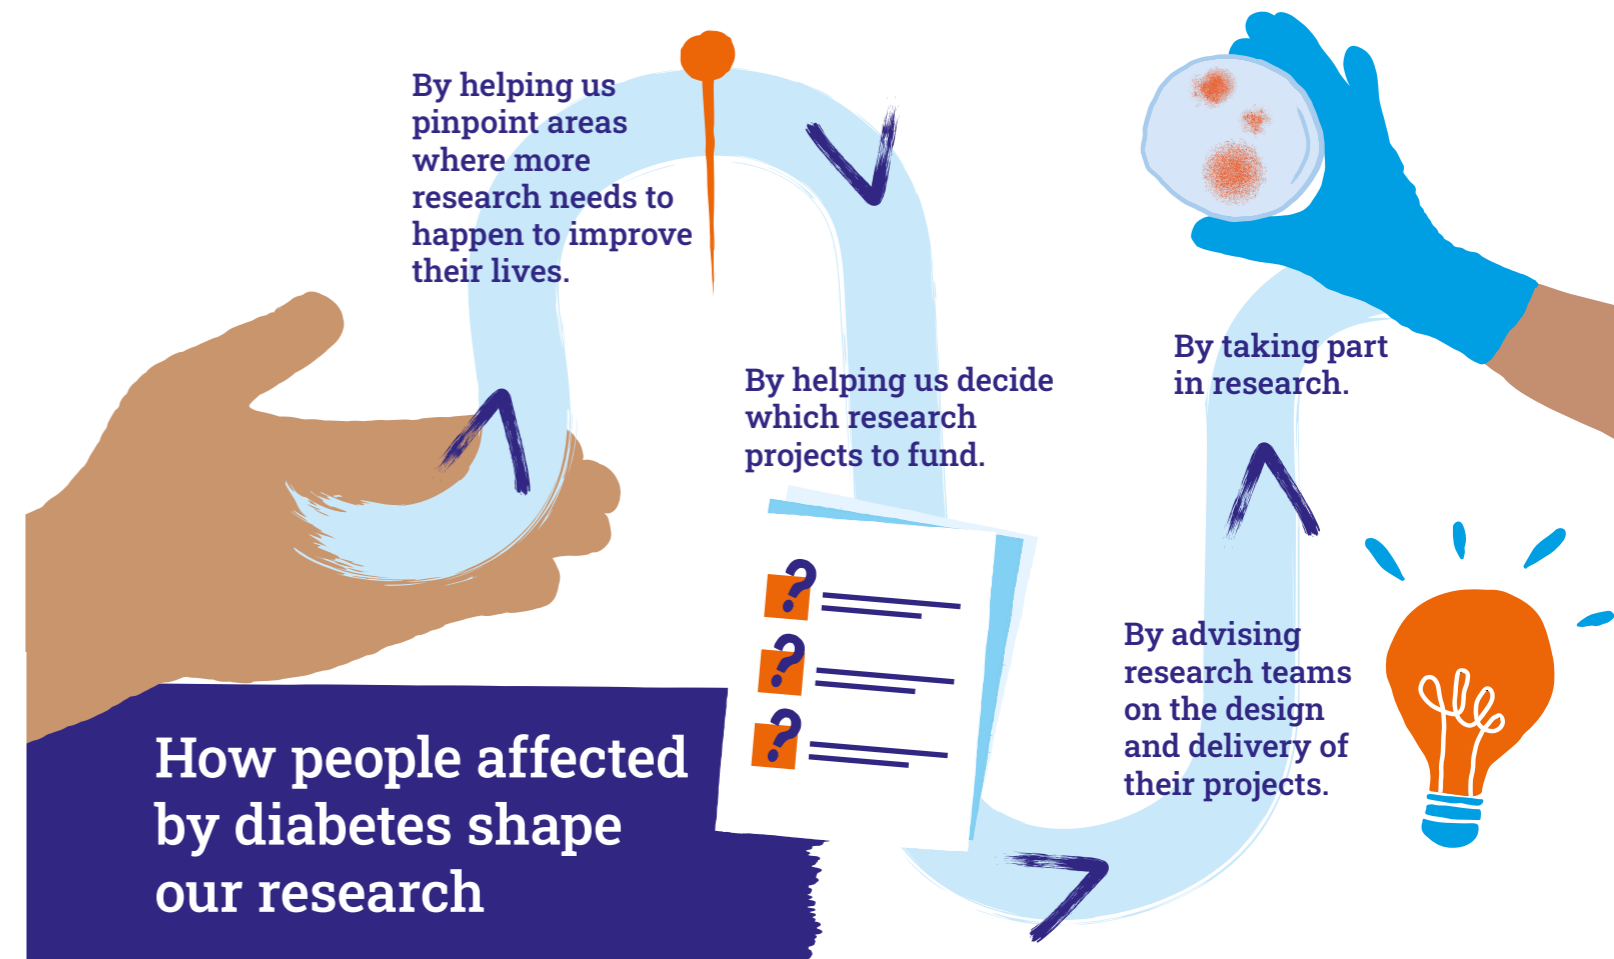 How people affected
by diabetes shape
our research
By helping us
pinpoint areas
where more
research needs to
happen to improve
their lives.
By helping us decide
which research
projects to fund.
By advising
research teams
on the design
and delivery of
their projects.
By taking part
in research.
?
?
?